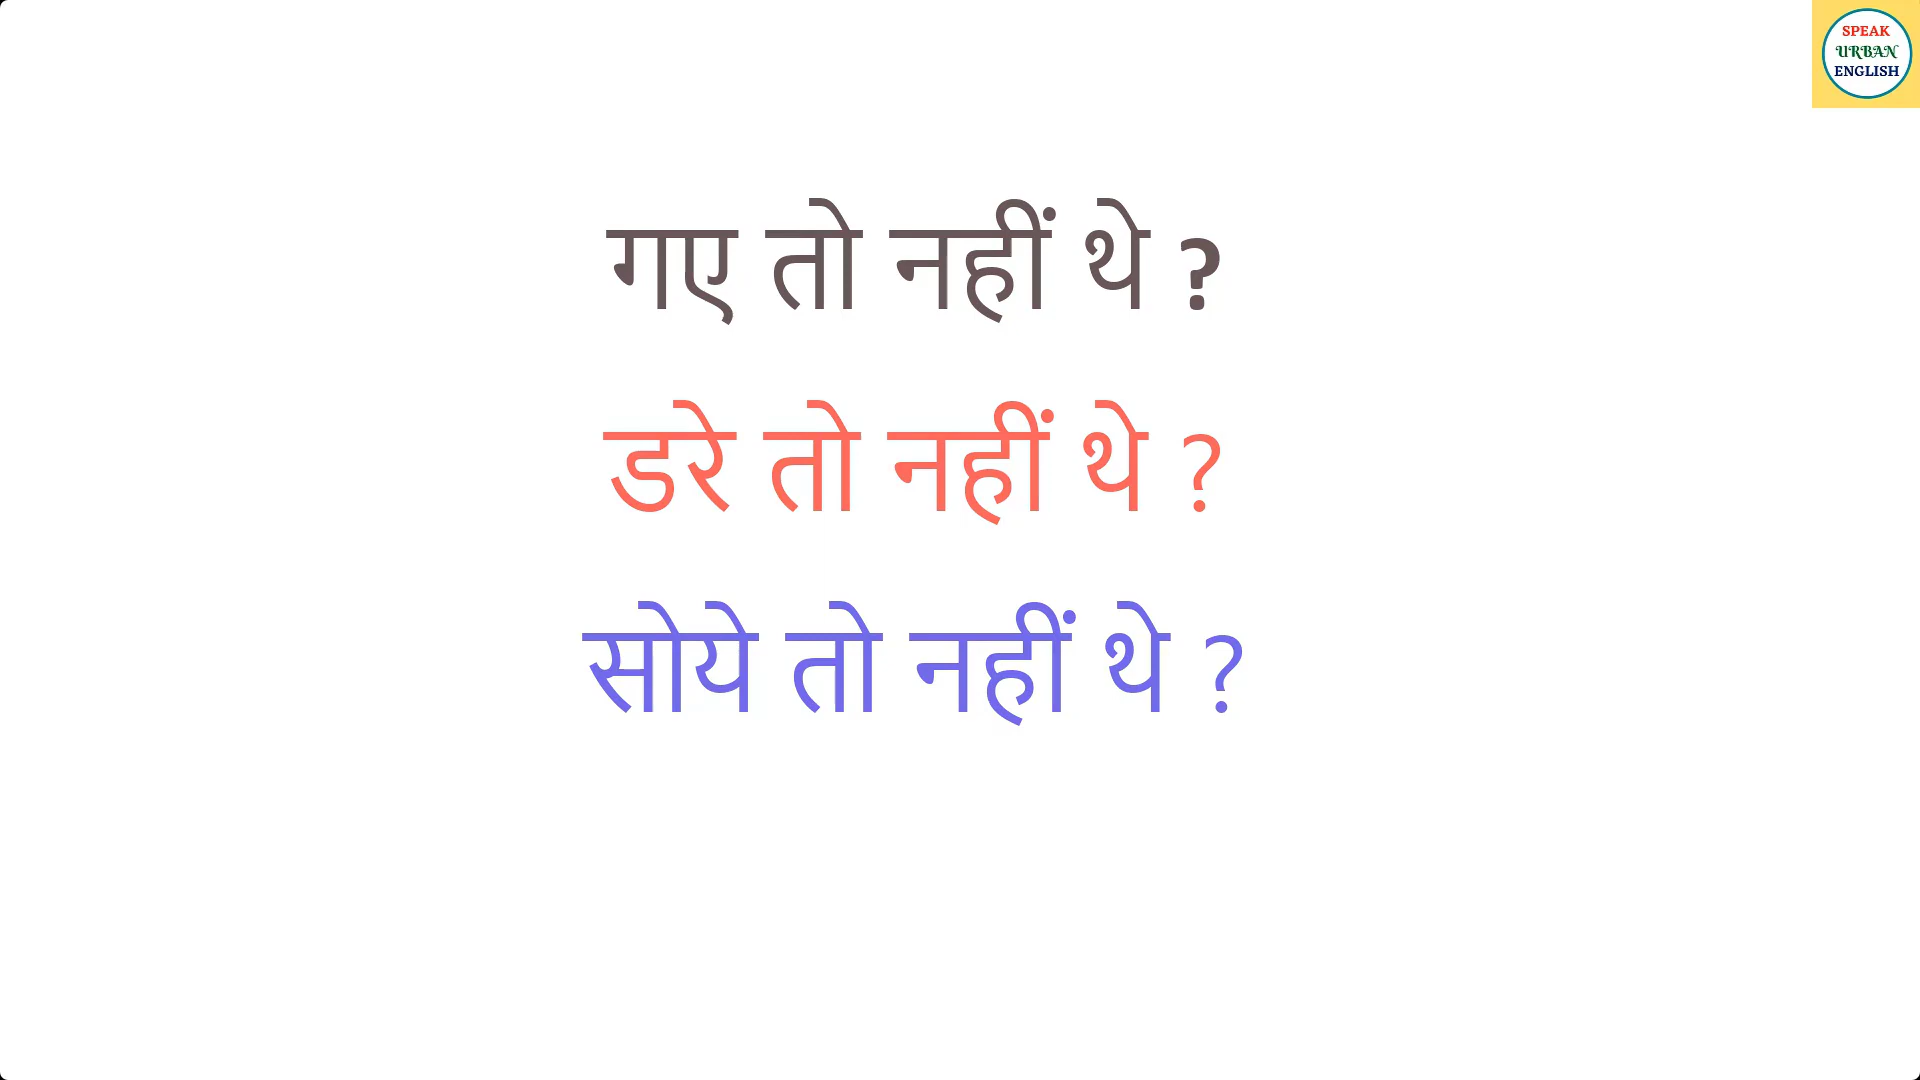 SPEAK
URBAN
ENGLISH
गए तो नहीं थे ?
डरे तो नहीं थे ?
सोये तो नहीं थे ?